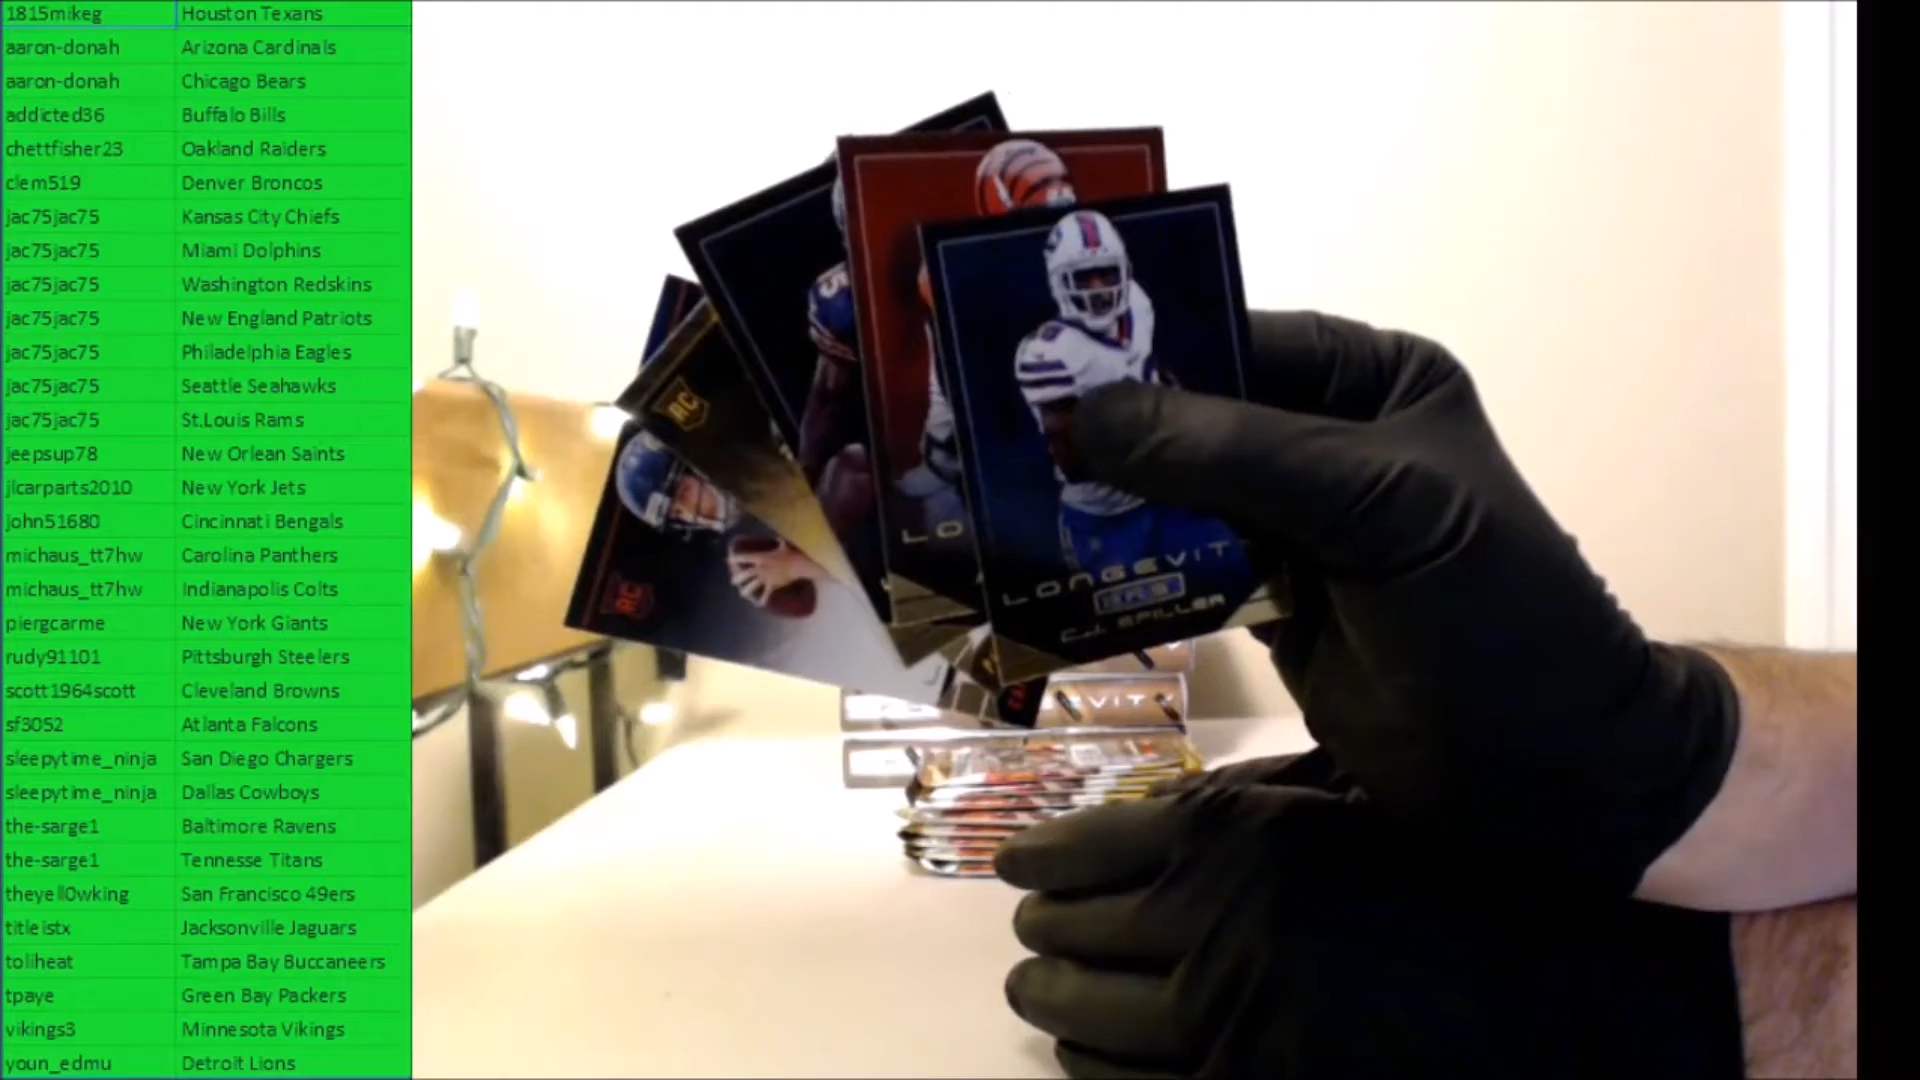 1815mikeg Houston Texans
aaron-donah Arizona Cardinals
aaron-donah Chicago Bears
addicted36 Buffalo Bills
chettfisher23 Oakland Raiders
clem519 Denver Broncos
jac75jac75 Kansas City Chiefs
jac75jac75 Miami Dolphins
jac75jac75 Washington Redskins
jac75jac75 New England Patriots
jac75jac75 Philadelphia Eagles
jac75jac75 Seattle Seahawks
jac75jac75 St.Louis Rams
jeepsup78 New Orlean Saints
jlcarparts2010 New York Jets
john51680 Cincinnati Bengals
michaus_tt7hw Carolina Panthers
michaus_tt7hw Indianapolis Colts
piergcarme New York Giants
rudy91101 Pittsburgh Steelers
scott1964scott Cleveland Browns
sf3052 Atlanta Falcons
sleepytime_ninja San Diego Chargers
sleepytime_ninja Dallas Cowboys
the-sarge1 Baltimore Ravens
the-sarge1 Tennesse Titans
theyell0wking San Francisco 49ers
titleistx Jacksonville Jaguars
toliheat Tampa Bay Buccaneers
tpaye Green Bay Packers
vikings3 Minnesota Vikings
youn_edmu Detroit Lions
RC
RC
LO
LONGEVIT
C.J. SPILLER
EVITY